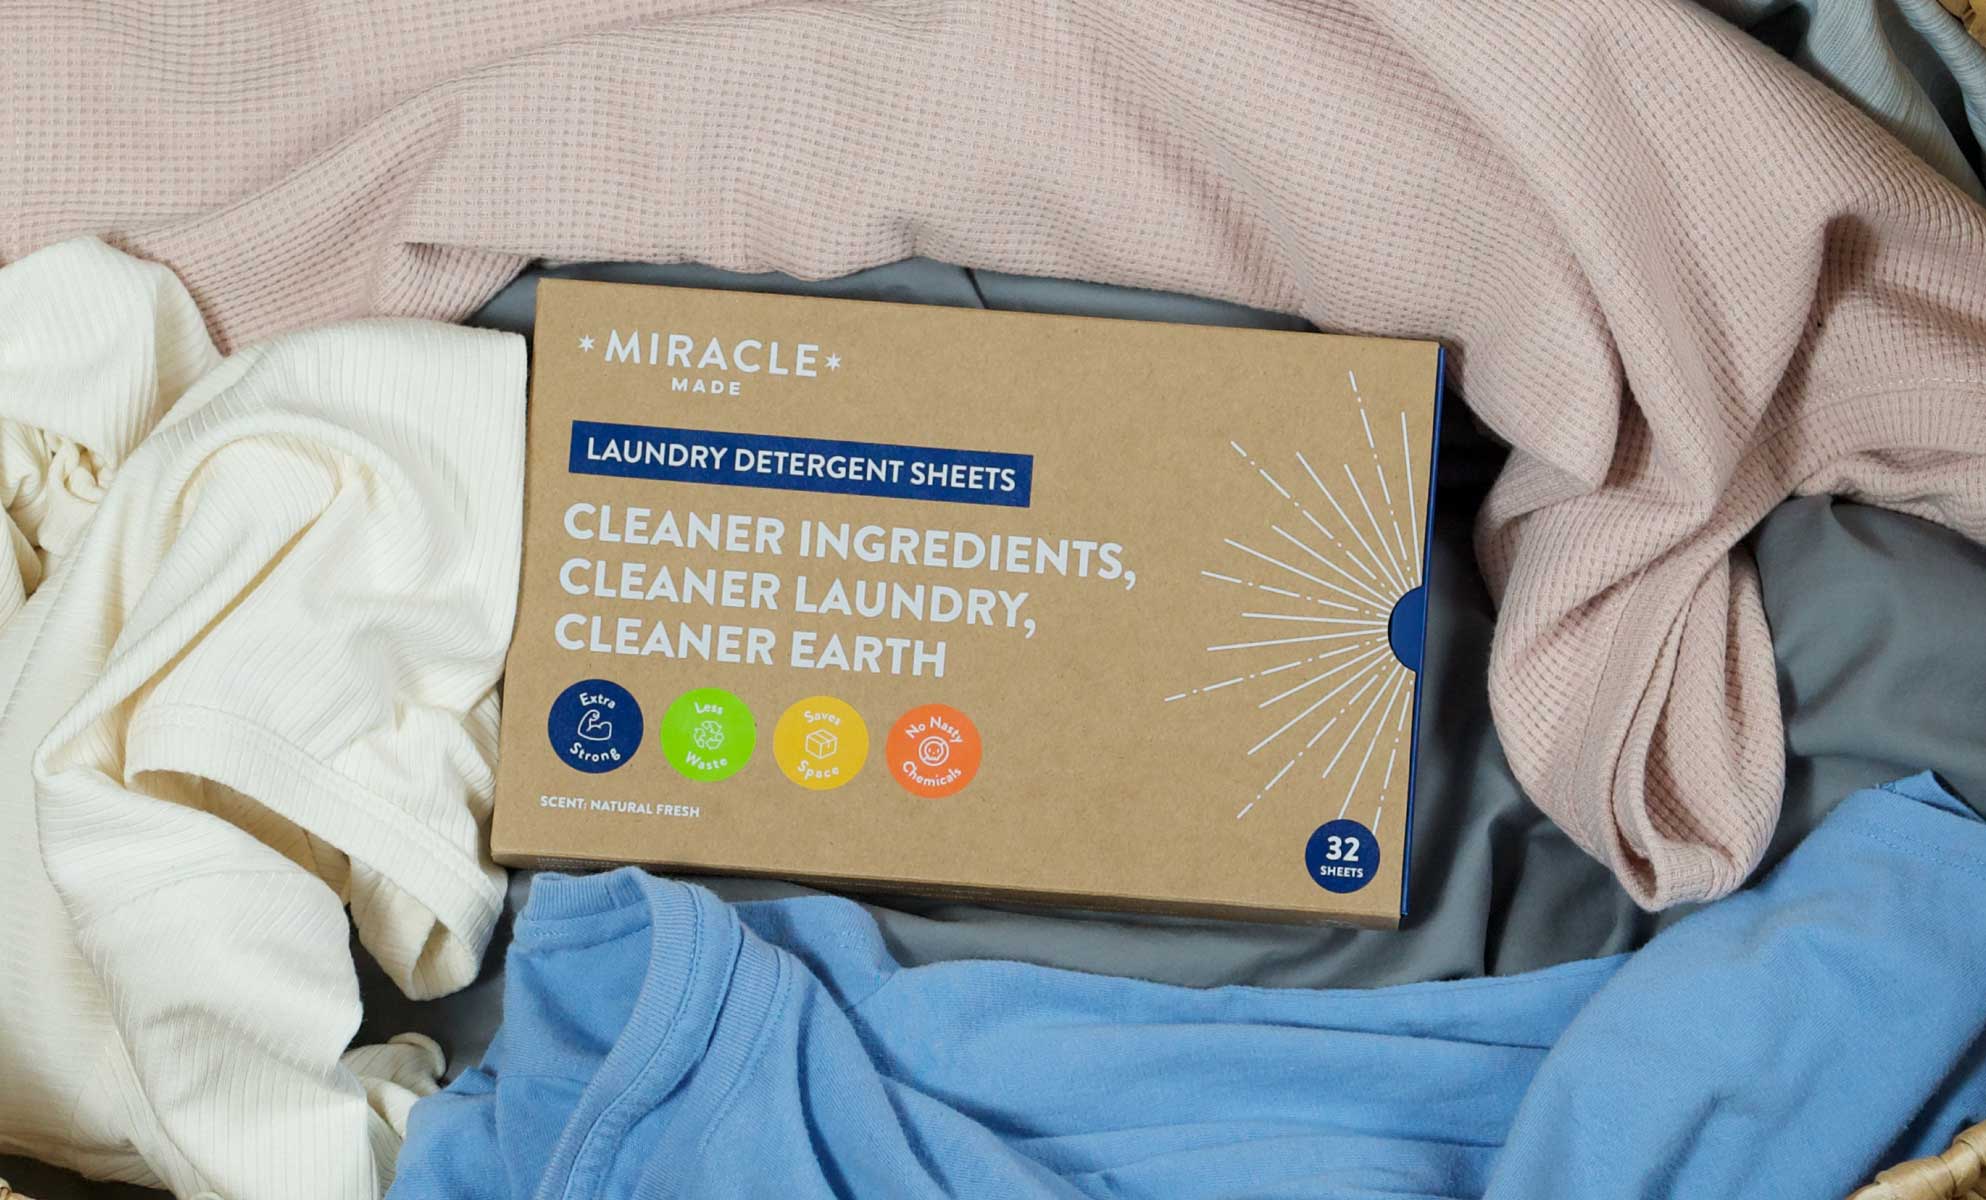 *MIRACLE*
MADE
LAUNDRY DETERGENT SHEETS
CLEANER INGREDIENTS,
CLEANER LAUNDRY,
CLEANER EARTH
Extra
Strong
Less
Waste
Saves
Space
No Nasty
Chemicals
SCENT: NATURAL FRESH
32
SHEETS